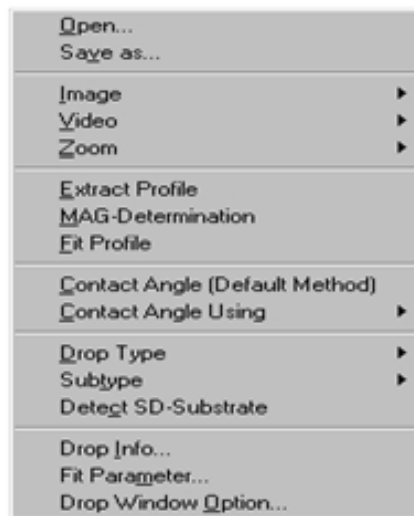 Open...
Save as...
Image
Video
Zoom
Extract Profile
MAG-Determination
Fit Profile
Contact Angle (Default Method)
Contact Angle Using
Drop Type
Subtype
Detect SD-Substrate
Drop Info...
Fit Parameter...
Drop Window Option...